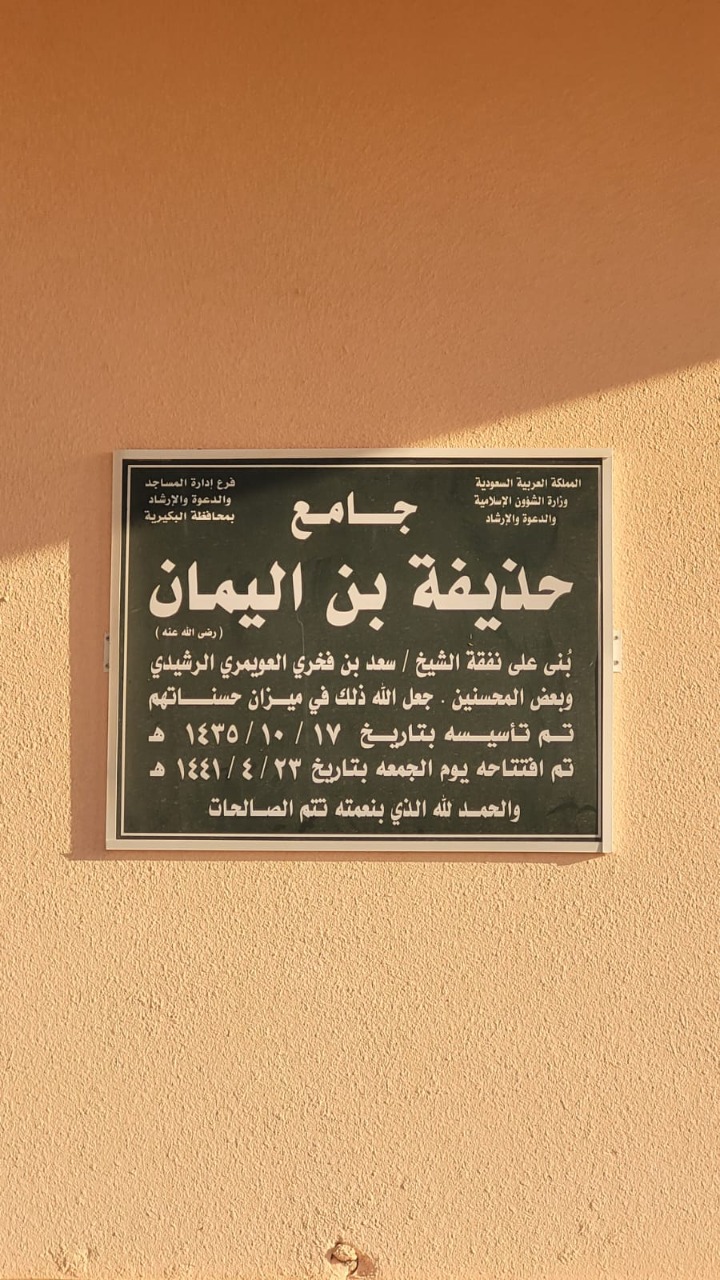 المملكة العربية السعودية
وزارة الشؤون الإسلامية
والدعوة والإرشاد
فرع إدارة المساجد
والدعوة والإرشاد
بمحافظة البكيرية
جامع
حذيفة بن اليمان
( رضي الله عنه )
بُنى على نفقة الشيخ / سعد بن فخري العويمري الرشيدي
وبعض المحسنين . جعل الله ذلك في ميزان حسناتهم
تم تأسيسه بتاريخ ١٧ / ١٠ / ١٤٣٥ هـ
تم افتتاحه يوم الجمعه بتاريخ ٢٣ / ٤ / ١٤٤١ هـ
والحمد لله الذي بنعمته تتم الصالحات